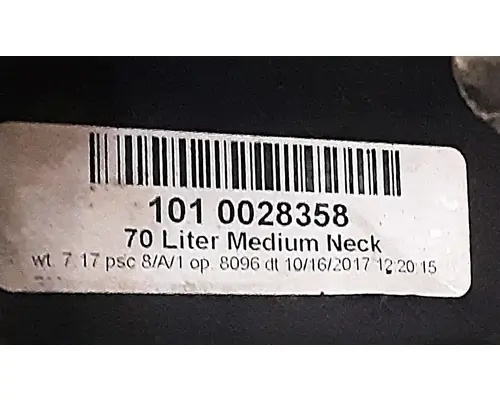 101 0028358
70 Liter Medium Neck
wt 7.17 psc 8/A/1 op. 8096 dt 10/16/2017 12:20:15